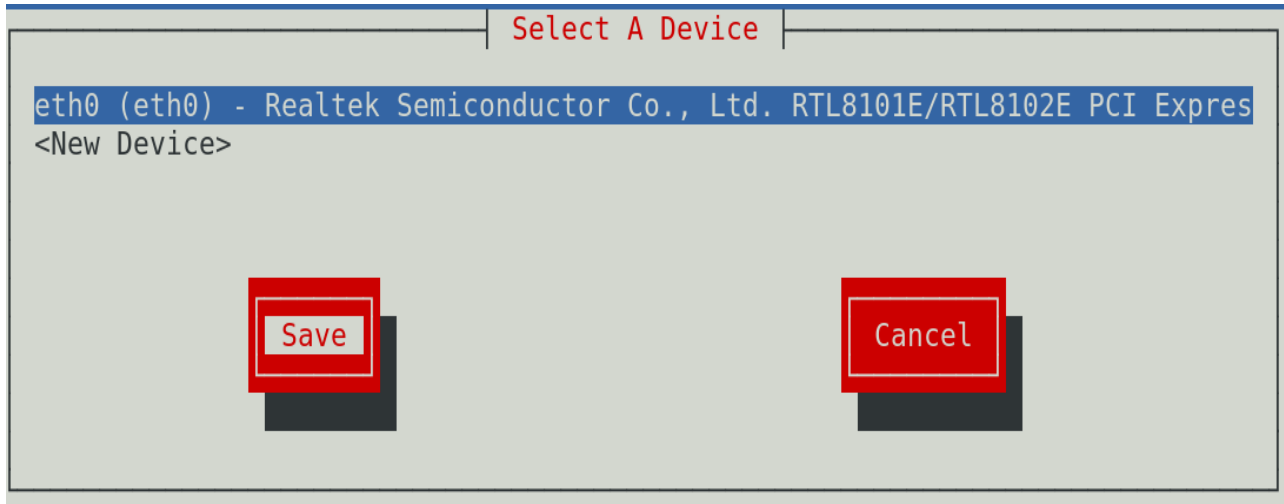 Select A Device
eth0 (eth0) - Realtek Semiconductor Co., Ltd. RTL8101E/RTL8102E PCI Expres
<New Device>
Save
Cancel